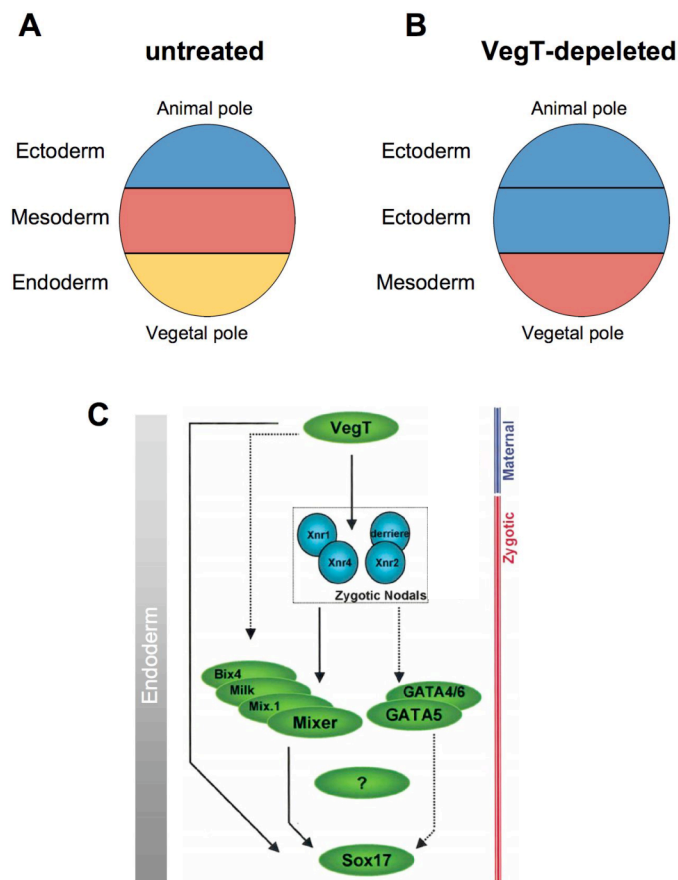 A
untreated
Animal pole
Ectoderm
Mesoderm
Endoderm
Vegetal pole
B
VegT-depeleted
Animal pole
Ectoderm
Ectoderm
Mesoderm
Vegetal pole
C
Endoderm
VegT
Xnr1
derriere
Xnr4
Xnr2
Zygotic Nodals
Bix4
Milk
Mix.1
Mixer
GATA4/6
GATA5
?
Sox17
Maternal
Zygotic